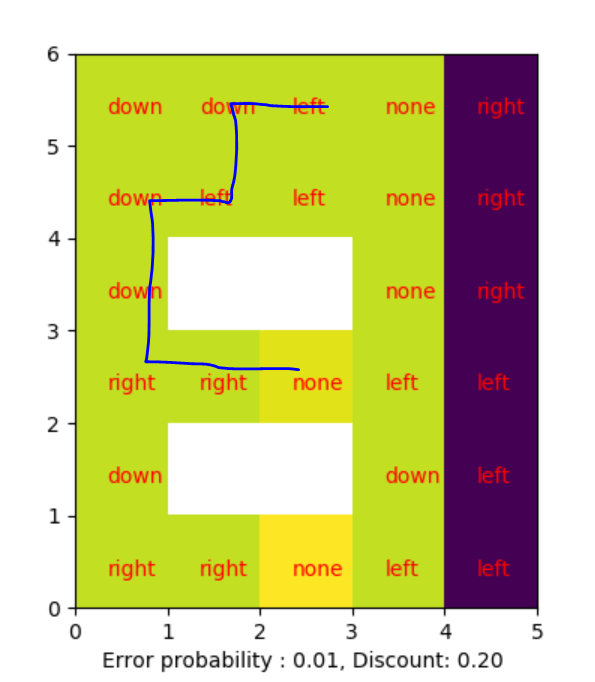 6
down down left none right
5
down left left none right
4
down none right
3
right right none left left
2
down down left
1
right right none left left
0
0 1 2 3 4 5
Error probability : 0.01, Discount: 0.20